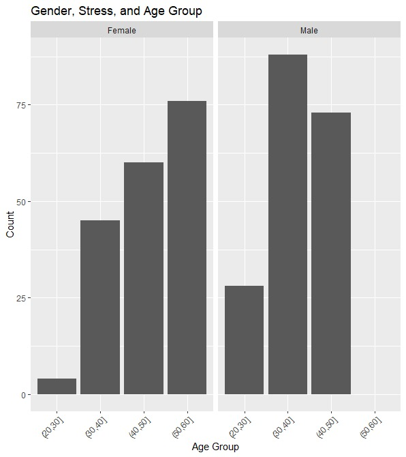 Gender, Stress, and Age Group
Female
Male
75
50
25
0
Count
(20,30]
(30,40]
(40,50]
(50,60]
(20,30]
(30,40]
(40,50]
(50,60]
Age Group